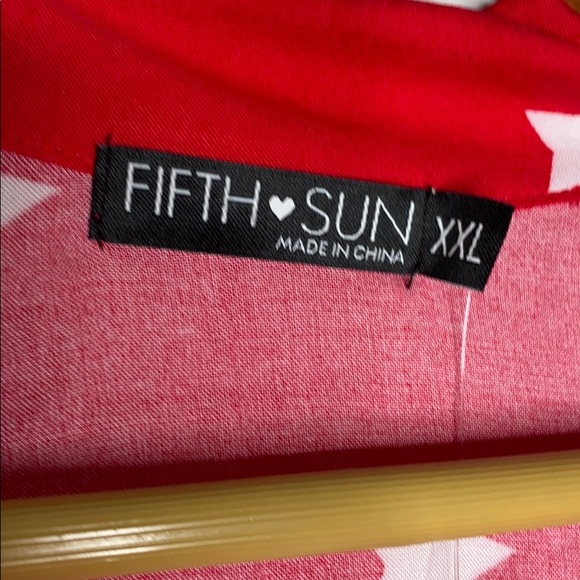 FIFTH ♥ SUN
MADE IN CHINA
XXL